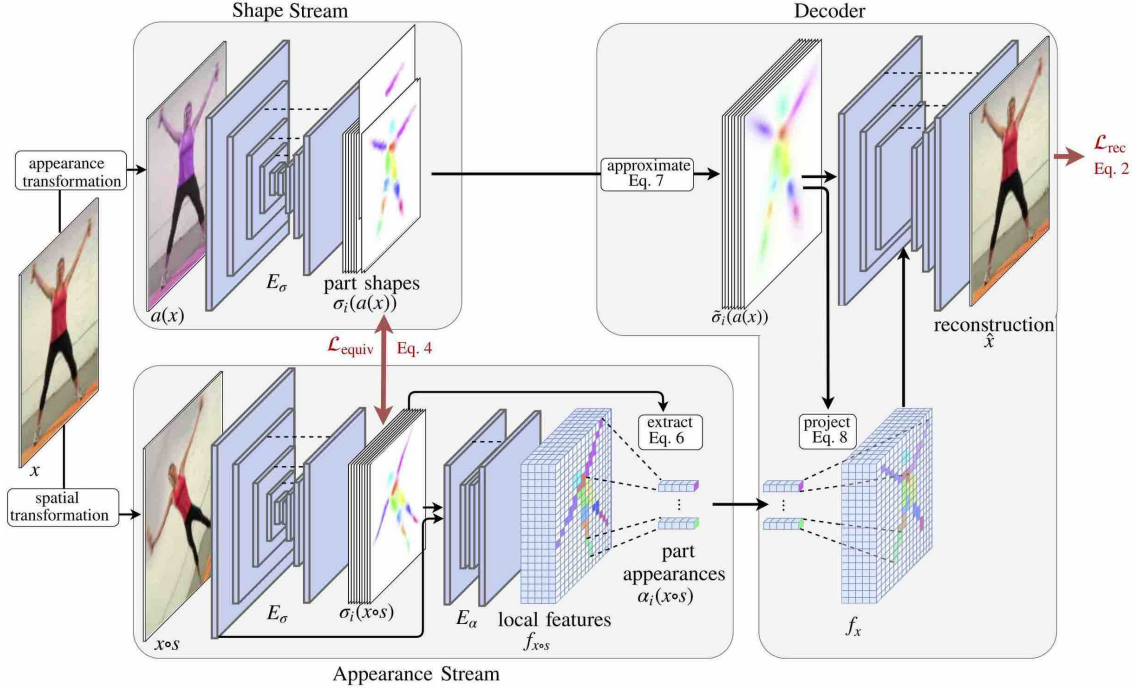 Shape Stream
Decoder
appearance
transformation
a(x)
E_σ
part shapes
σ_i(a(x))
approximate
Eq. 7
σ̃_i(a(x))
reconstruction
x̂
ℒ_rec
Eq. 2
x
ℒ_equiv
Eq. 4
spatial
transformation
x∘s
E_σ
σ_i(x∘s)
E_α
local features
f_x∘s
extract
Eq. 6
⋮
part
appearances
α_i(x∘s)
project
Eq. 8
⋮
f_x
Appearance Stream